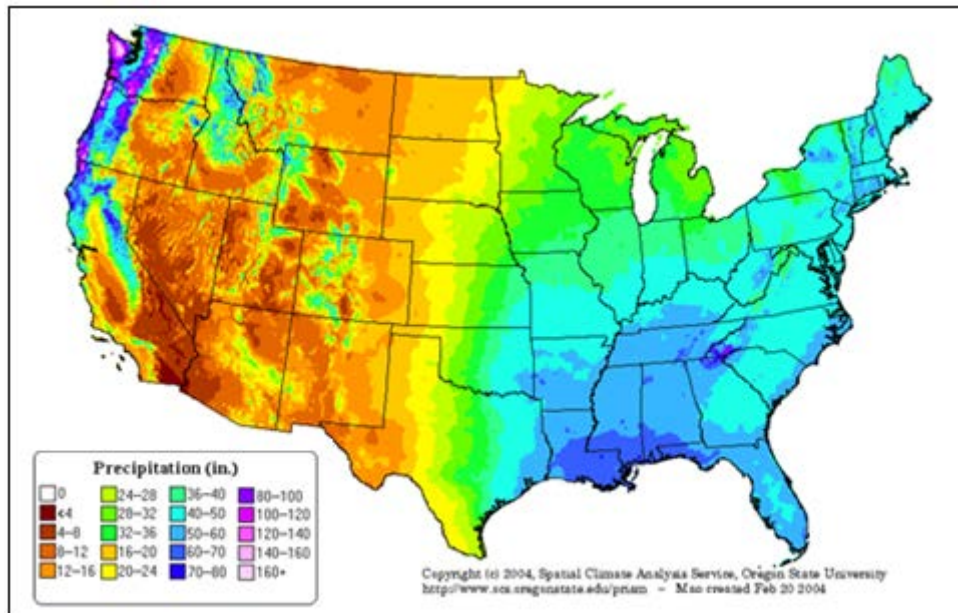 Precipitation (in.)
0 24-28 36-40 80-100
<4 28-32 40-50 100-120
4-8 32-36 50-60 120-140
8-12 16-20 60-70 140-160
12-16 20-24 70-80 160+
Copyright (c) 2004, Spatial Climate Analysis Service, Oregon State University
http://www.ocs.oregonstate.edu/prism - Map created Feb 20 2004